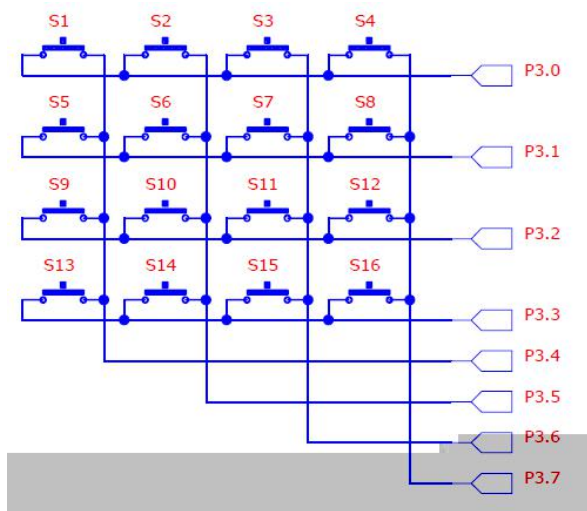 S1 S2 S3 S4
P3.0
S5 S6 S7 S8
P3.1
S9 S10 S11 S12
P3.2
S13 S14 S15 S16
P3.3
P3.4
P3.5
P3.6
P3.7